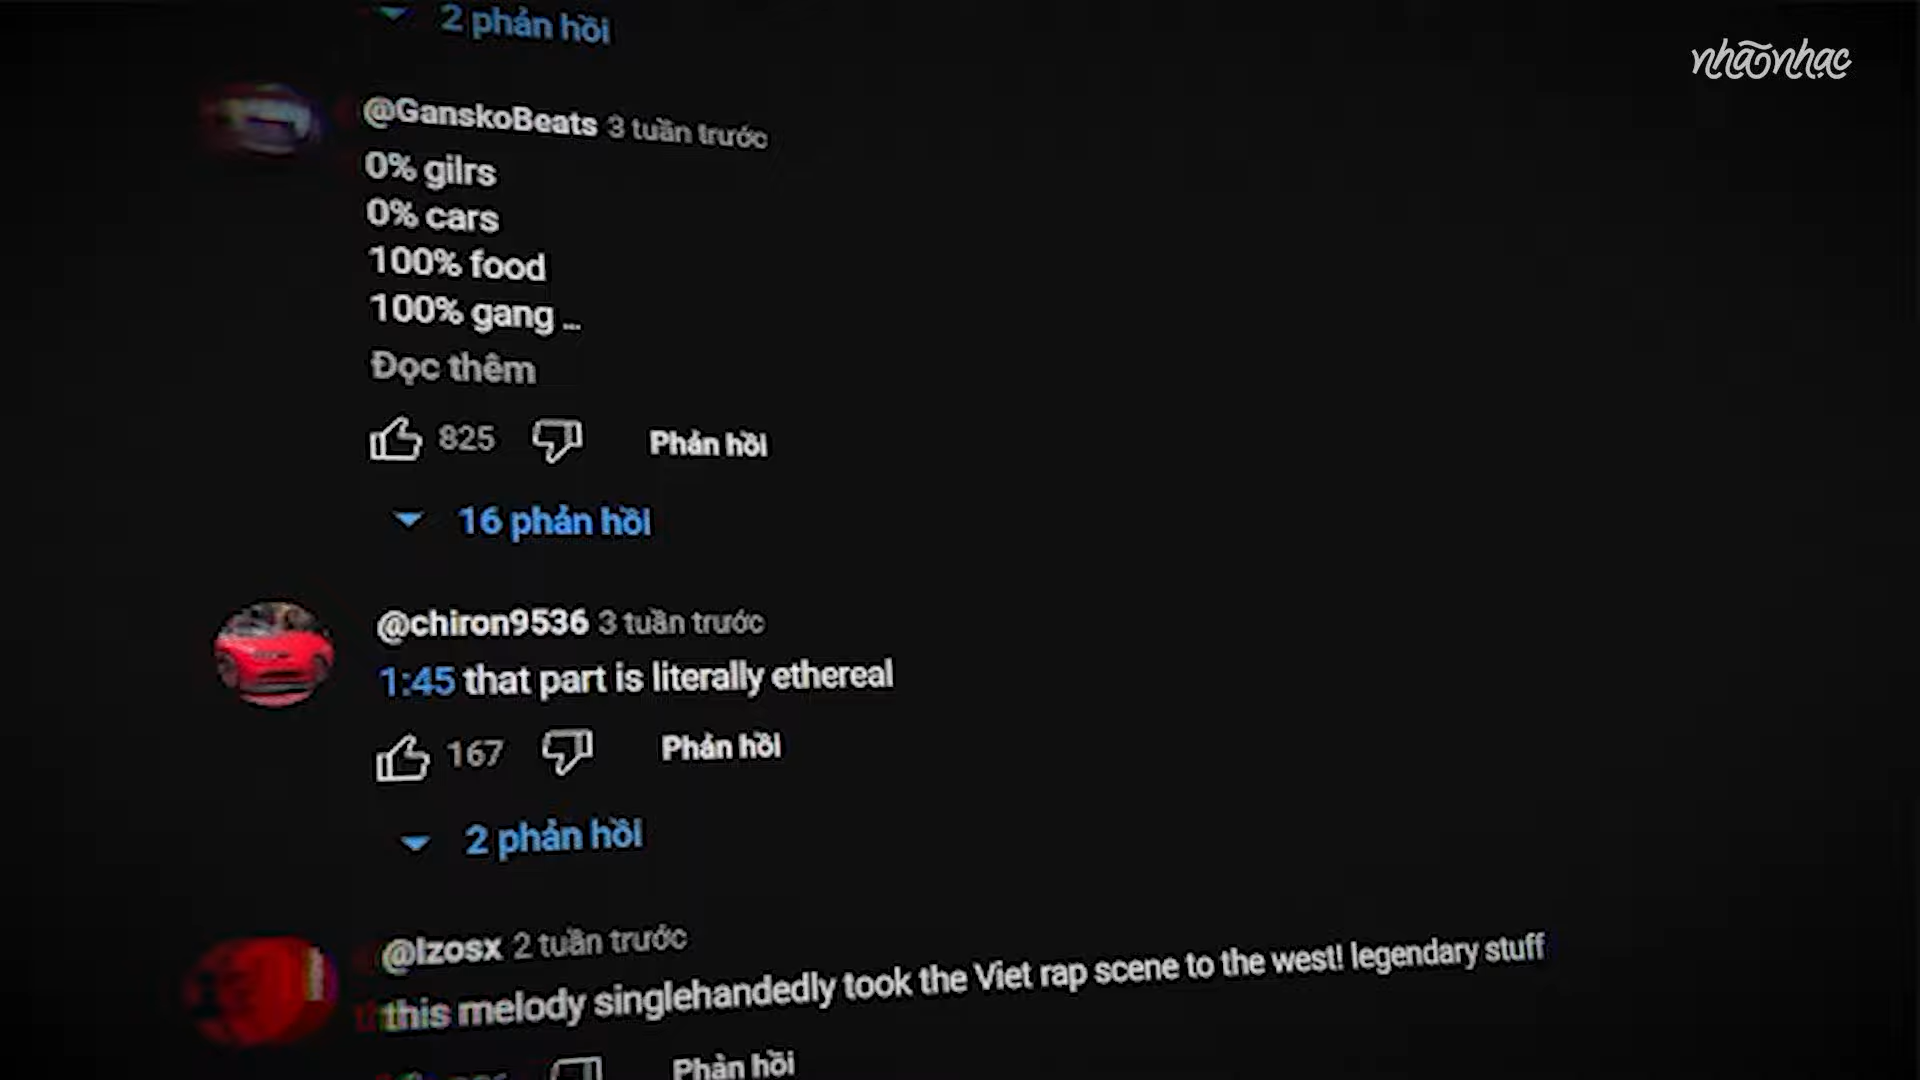 2 phản hồi
nhãonhạc
@GanskoBeats 3 tuần trước
0% gilrs
0% cars
100% food
100% gang ...
Đọc thêm
825 Phản hồi
16 phản hồi
@chiron9536 3 tuần trước
1:45 that part is literally ethereal
167 Phản hồi
2 phản hồi
@lzosx 2 tuần trước
this melody singlehandedly took the Viet rap scene to the west! legendary stuff
Phản hồi